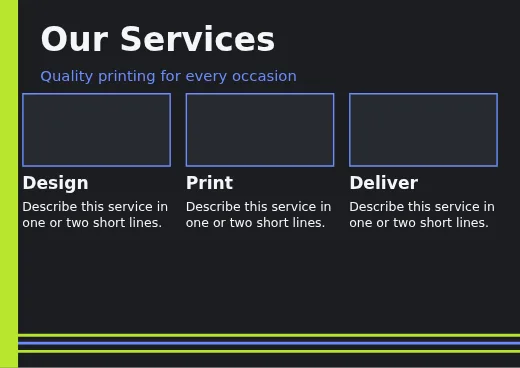 Our Services
Quality printing for every occasion
Design
Describe this service in
one or two short lines.
Print
Describe this service in
one or two short lines.
Deliver
Describe this service in
one or two short lines.